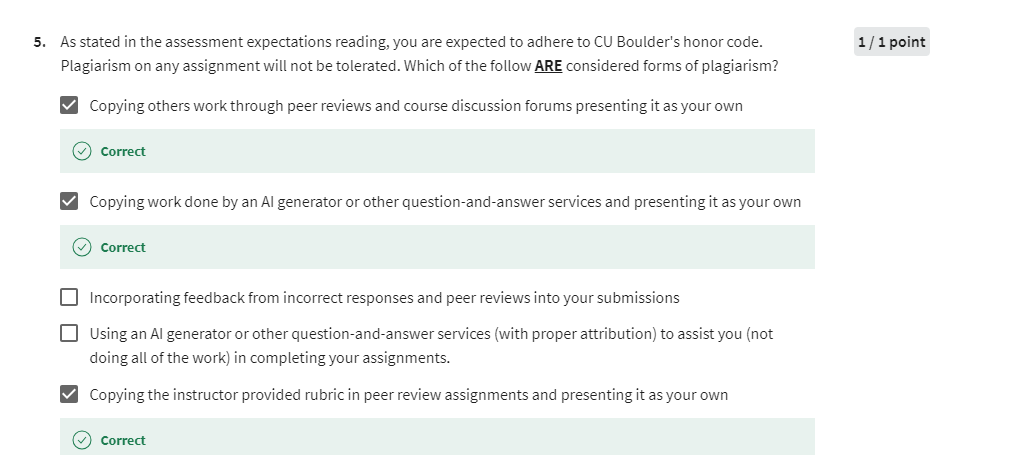 5. As stated in the assessment expectations reading, you are expected to adhere to CU Boulder's honor code.
1 / 1 point
Plagiarism on any assignment will not be tolerated. Which of the follow ARE considered forms of plagiarism?
Copying others work through peer reviews and course discussion forums presenting it as your own
Correct
Copying work done by an AI generator or other question-and-answer services and presenting it as your own
Correct
Incorporating feedback from incorrect responses and peer reviews into your submissions
Using an AI generator or other question-and-answer services (with proper attribution) to assist you (not
doing all of the work) in completing your assignments.
Copying the instructor provided rubric in peer review assignments and presenting it as your own
Correct